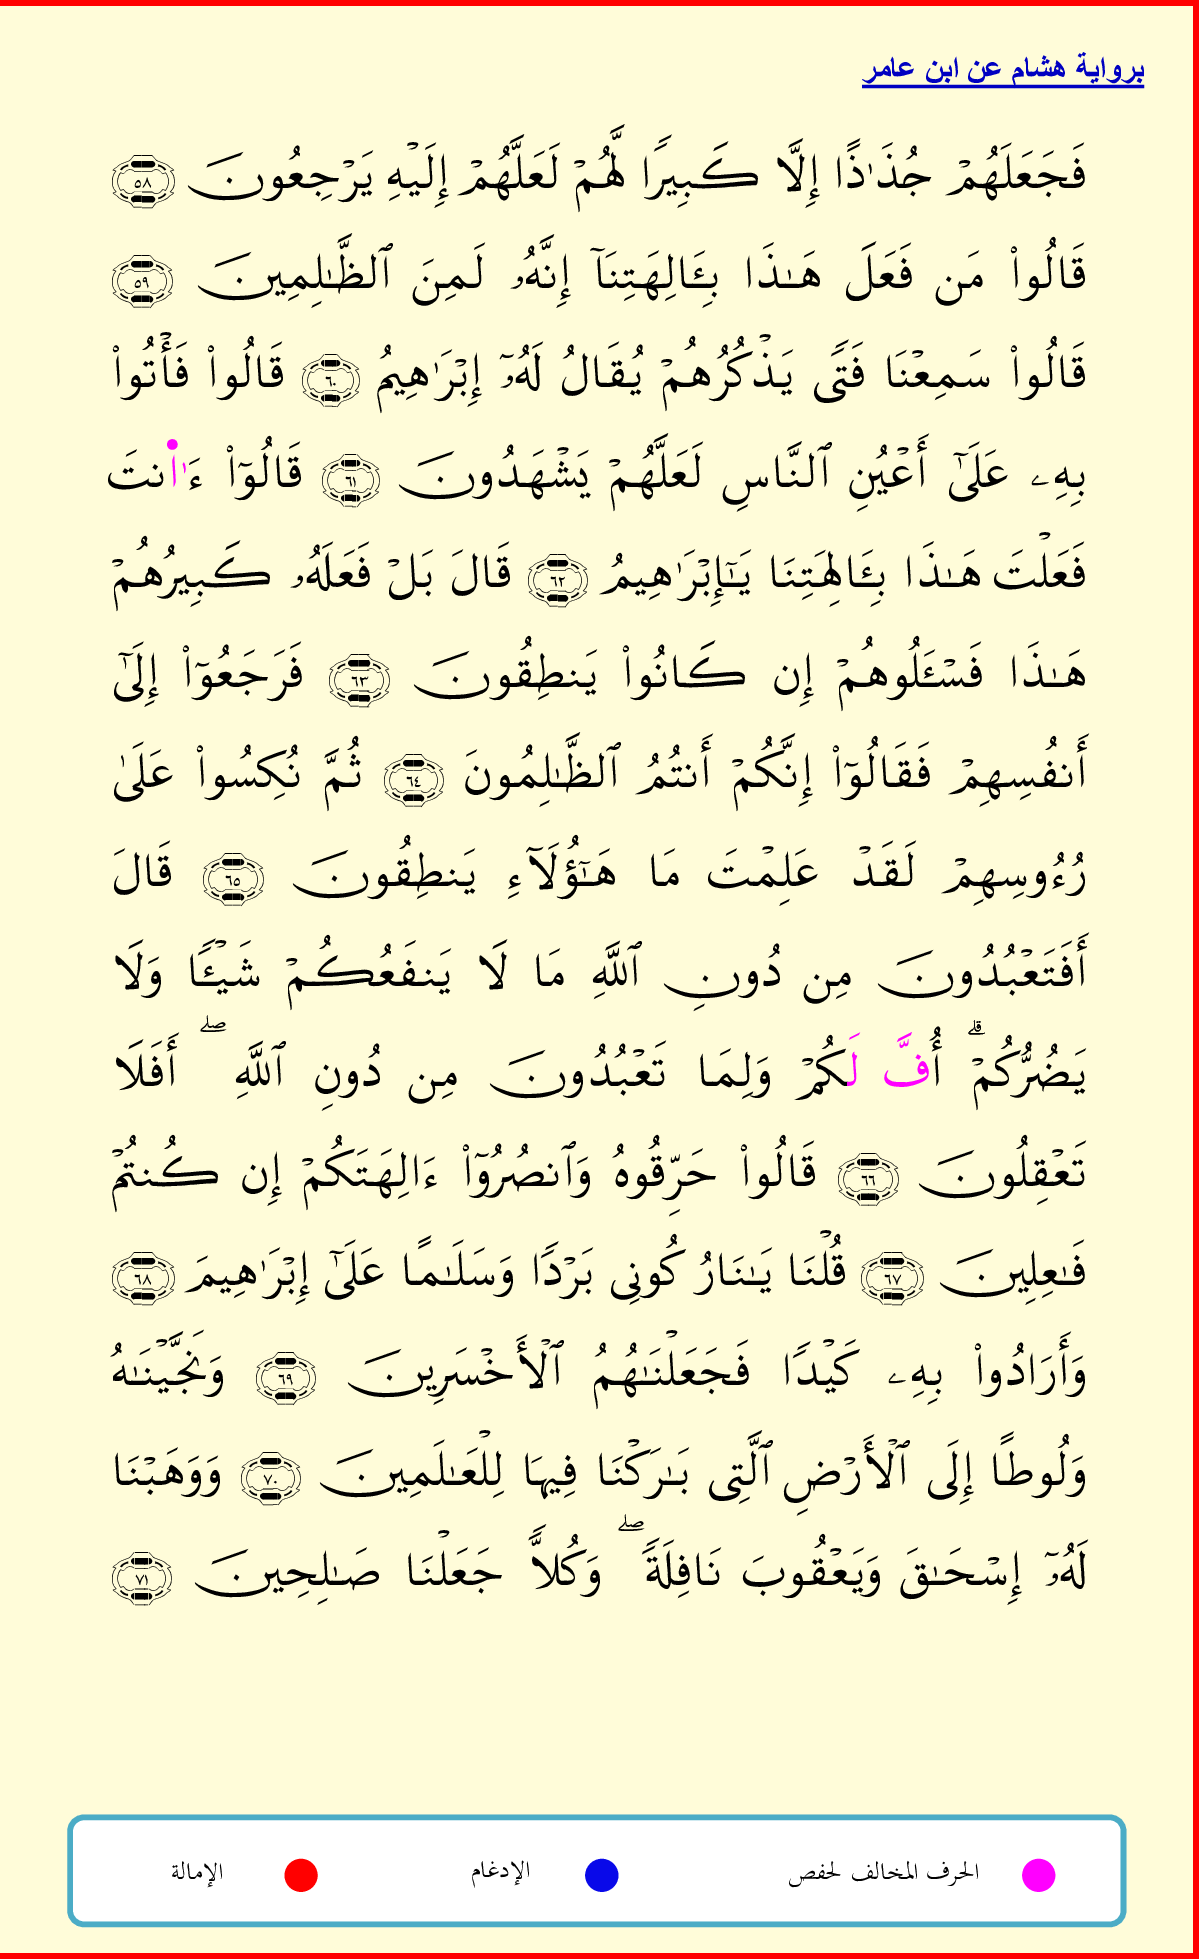 برواية هشام عن ابن عامر
فَجَعَلَهُمْ جُذَٰذًا إِلَّا كَبِيرًا لَّهُمْ لَعَلَّهُمْ إِلَيْهِ يَرْجِعُونَ ٥٨
قَالُوا۟ مَن فَعَلَ هَـٰذَا بِـَٔالِهَتِنَآ إِنَّهُۥ لَمِنَ ٱلظَّـٰلِمِينَ ٥٩
قَالُوا۟ سَمِعْنَا فَتًى يَذْكُرُهُمْ يُقَالُ لَهُۥٓ إِبْرَٰهِيمُ ٦٠ قَالُوا۟ فَأْتُوا۟
بِهِۦ عَلَىٰٓ أَعْيُنِ ٱلنَّاسِ لَعَلَّهُمْ يَشْهَدُونَ ٦١ قَالُوٓا۟ ءَٰا۬نتَ
فَعَلْتَ هَـٰذَا بِـَٔالِهَتِنَا يَـٰٓإِبْرَٰهِيمُ ٦٢ قَالَ بَلْ فَعَلَهُۥ كَبِيرُهُمْ
هَـٰذَا فَسْـَٔلُوهُمْ إِن كَانُوا۟ يَنطِقُونَ ٦٣ فَرَجَعُوٓا۟ إِلَىٰٓ
أَنفُسِهِمْ فَقَالُوٓا۟ إِنَّكُمْ أَنتُمُ ٱلظَّـٰلِمُونَ ٦٤ ثُمَّ نُكِسُوا۟ عَلَىٰ
رُءُوسِهِمْ لَقَدْ عَلِمْتَ مَا هَـٰٓؤُلَآءِ يَنطِقُونَ ٦٥ قَالَ
أَفَتَعْبُدُونَ مِن دُونِ ٱللَّهِ مَا لَا يَنفَعُكُمْ شَيْـًٔا وَلَا
يَضُرُّكُمْ ۗ أُفَّ لَكُمْ وَلِمَا تَعْبُدُونَ مِن دُونِ ٱللَّهِ ۖ أَفَلَا
تَعْقِلُونَ ٦٦ قَالُوا۟ حَرِّقُوهُ وَٱنصُرُوٓا۟ ءَالِهَتَكُمْ إِن كُنتُمْ
فَـٰعِلِينَ ٦٧ قُلْنَا يَـٰنَارُ كُونِى بَرْدًا وَسَلَـٰمًا عَلَىٰٓ إِبْرَٰهِيمَ ٦٨
وَأَرَادُوا۟ بِهِۦ كَيْدًا فَجَعَلْنَـٰهُمُ ٱلْأَخْسَرِينَ ٦٩ وَنَجَّيْنَـٰهُ
وَلُوطًا إِلَى ٱلْأَرْضِ ٱلَّتِى بَـٰرَكْنَا فِيهَا لِلْعَـٰلَمِينَ ٧٠ وَوَهَبْنَا
لَهُۥٓ إِسْحَـٰقَ وَيَعْقُوبَ نَافِلَةً ۖ وَكُلًّا جَعَلْنَا صَـٰلِحِينَ ٧١
الحرف المخالف لحفص الإدغام الإمالة